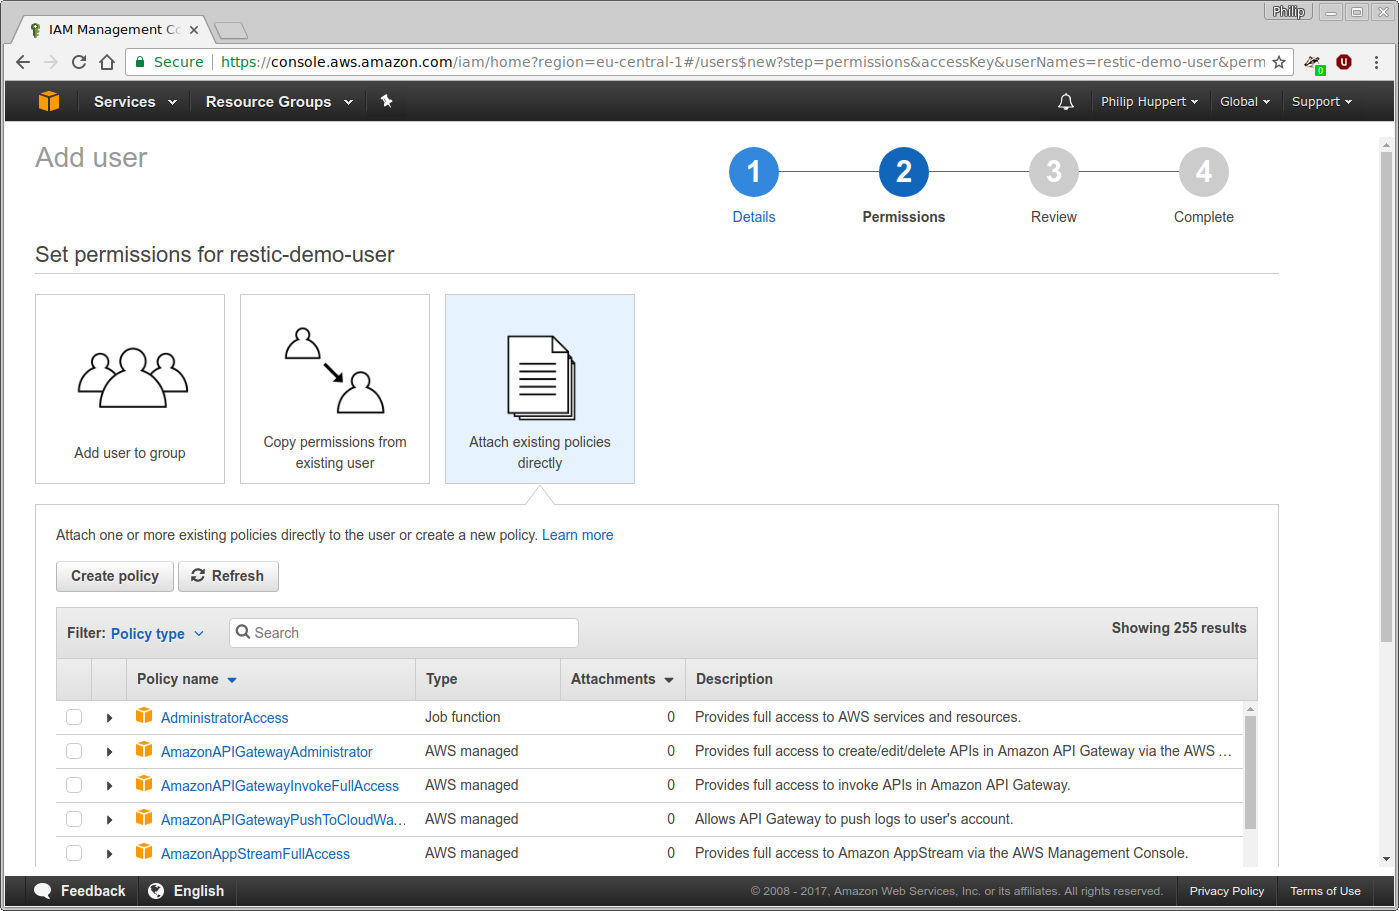 Philip
IAM Management Co
Secure https://console.aws.amazon.com/iam/home?region=eu-central-1#/users$new?step=permissions&accessKey&userNames=restic-demo-user&perm
0
Services Resource Groups Philip Huppert Global Support
Add user
1 2 3 4
Details Permissions Review Complete
Set permissions for restic-demo-user
Add user to group
Copy permissions from
existing user
Attach existing policies
directly
Attach one or more existing policies directly to the user or create a new policy. Learn more
Create policy Refresh
Filter: Policy type Search Showing 255 results
Policy name Type Attachments Description
AdministratorAccess Job function 0 Provides full access to AWS services and resources.
AmazonAPIGatewayAdministrator AWS managed 0 Provides full access to create/edit/delete APIs in Amazon API Gateway via the AWS ...
AmazonAPIGatewayInvokeFullAccess AWS managed 0 Provides full access to invoke APIs in Amazon API Gateway.
AmazonAPIGatewayPushToCloudWa... AWS managed 0 Allows API Gateway to push logs to user's account.
AmazonAppStreamFullAccess AWS managed 0 Provides full access to Amazon AppStream via the AWS Management Console.
Feedback English © 2008 - 2017, Amazon Web Services, Inc. or its affiliates. All rights reserved. Privacy Policy Terms of Use